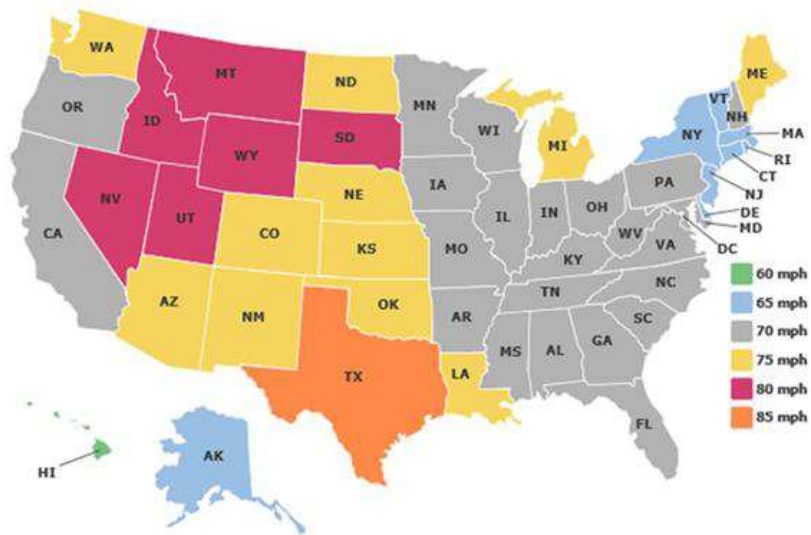 WA
MT
ND
ME
OR
MN
VT
NH
ID
WI
NY
MA
SD
WY
MI
RI
CT
PA
NJ
NE
IA
NV
UT
IL
IN
OH
DE
CO
MD
CA
KS
MO
WV
VA
DC
KY
60 mph
NC
AZ
OK
TN
65 mph
NM
AR
SC
70 mph
MS
AL
GA
75 mph
TX
LA
80 mph
85 mph
FL
AK
HI